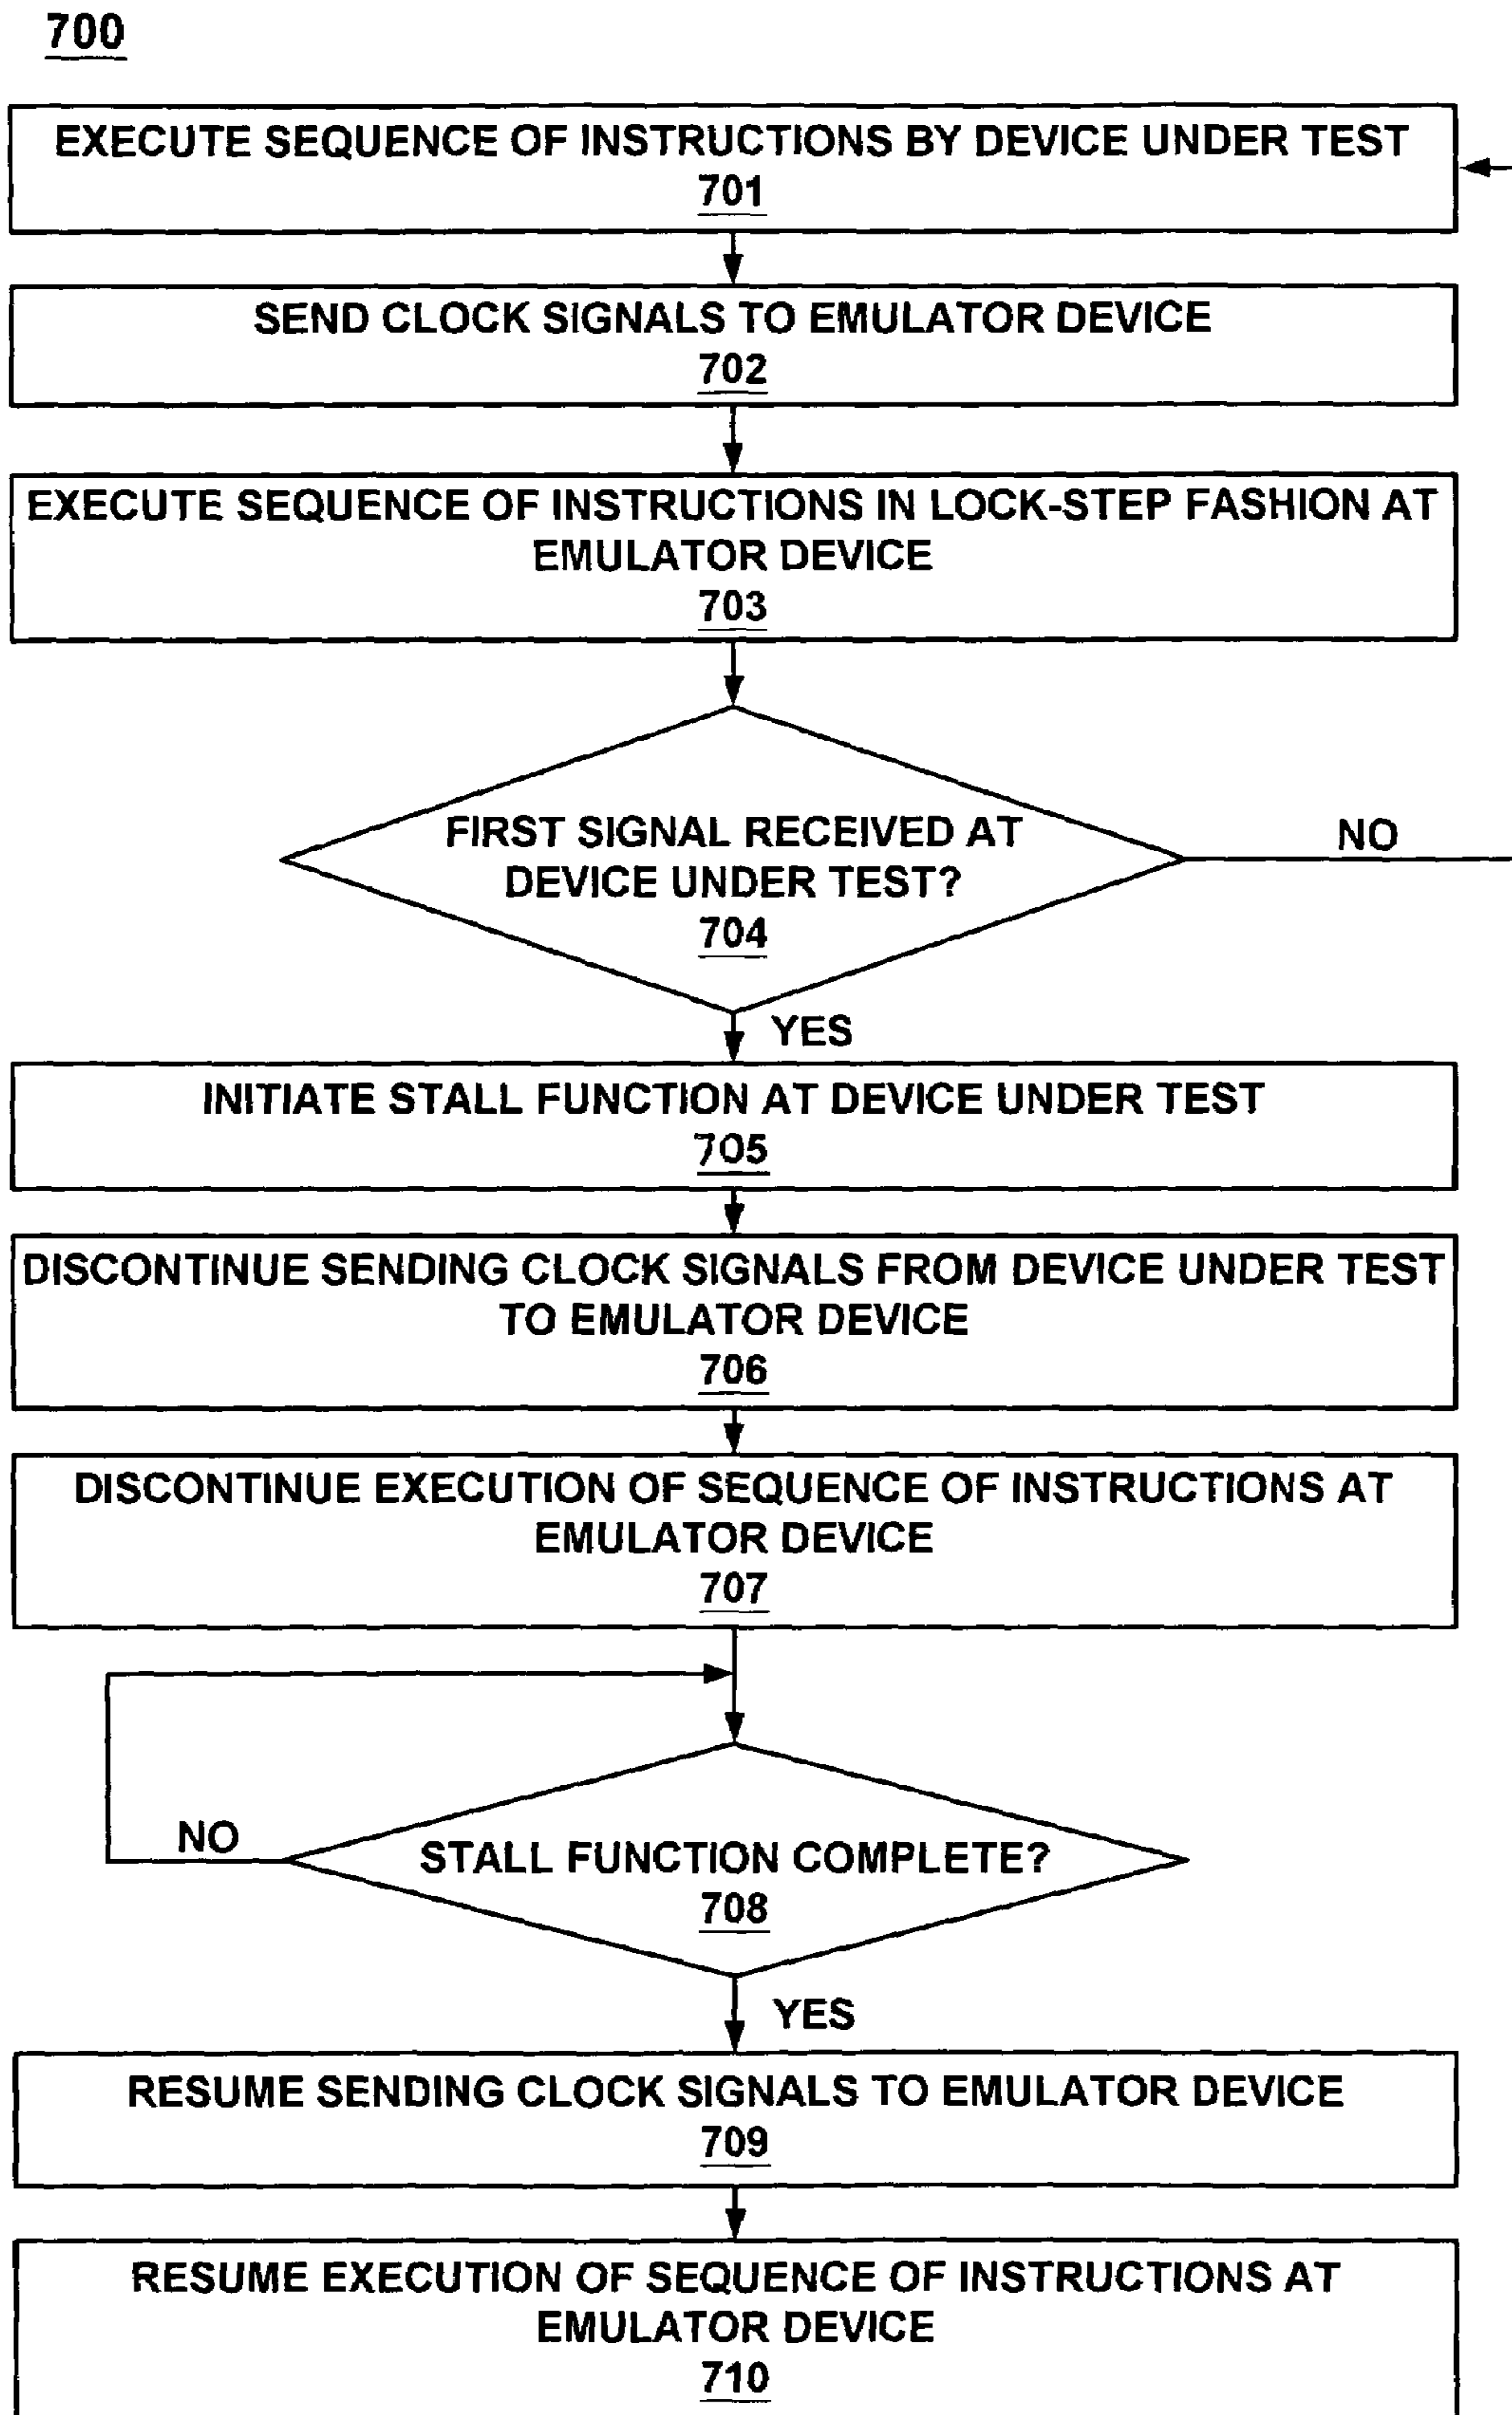 700
EXECUTE SEQUENCE OF INSTRUCTIONS BY DEVICE UNDER TEST
701
SEND CLOCK SIGNALS TO EMULATOR DEVICE
702
EXECUTE SEQUENCE OF INSTRUCTIONS IN LOCK-STEP FASHION AT
EMULATOR DEVICE
703
FIRST SIGNAL RECEIVED AT
DEVICE UNDER TEST?
704
NO
YES
INITIATE STALL FUNCTION AT DEVICE UNDER TEST
705
DISCONTINUE SENDING CLOCK SIGNALS FROM DEVICE UNDER TEST
TO EMULATOR DEVICE
706
DISCONTINUE EXECUTION OF SEQUENCE OF INSTRUCTIONS AT
EMULATOR DEVICE
707
NO
STALL FUNCTION COMPLETE?
708
YES
RESUME SENDING CLOCK SIGNALS TO EMULATOR DEVICE
709
RESUME EXECUTION OF SEQUENCE OF INSTRUCTIONS AT
EMULATOR DEVICE
710